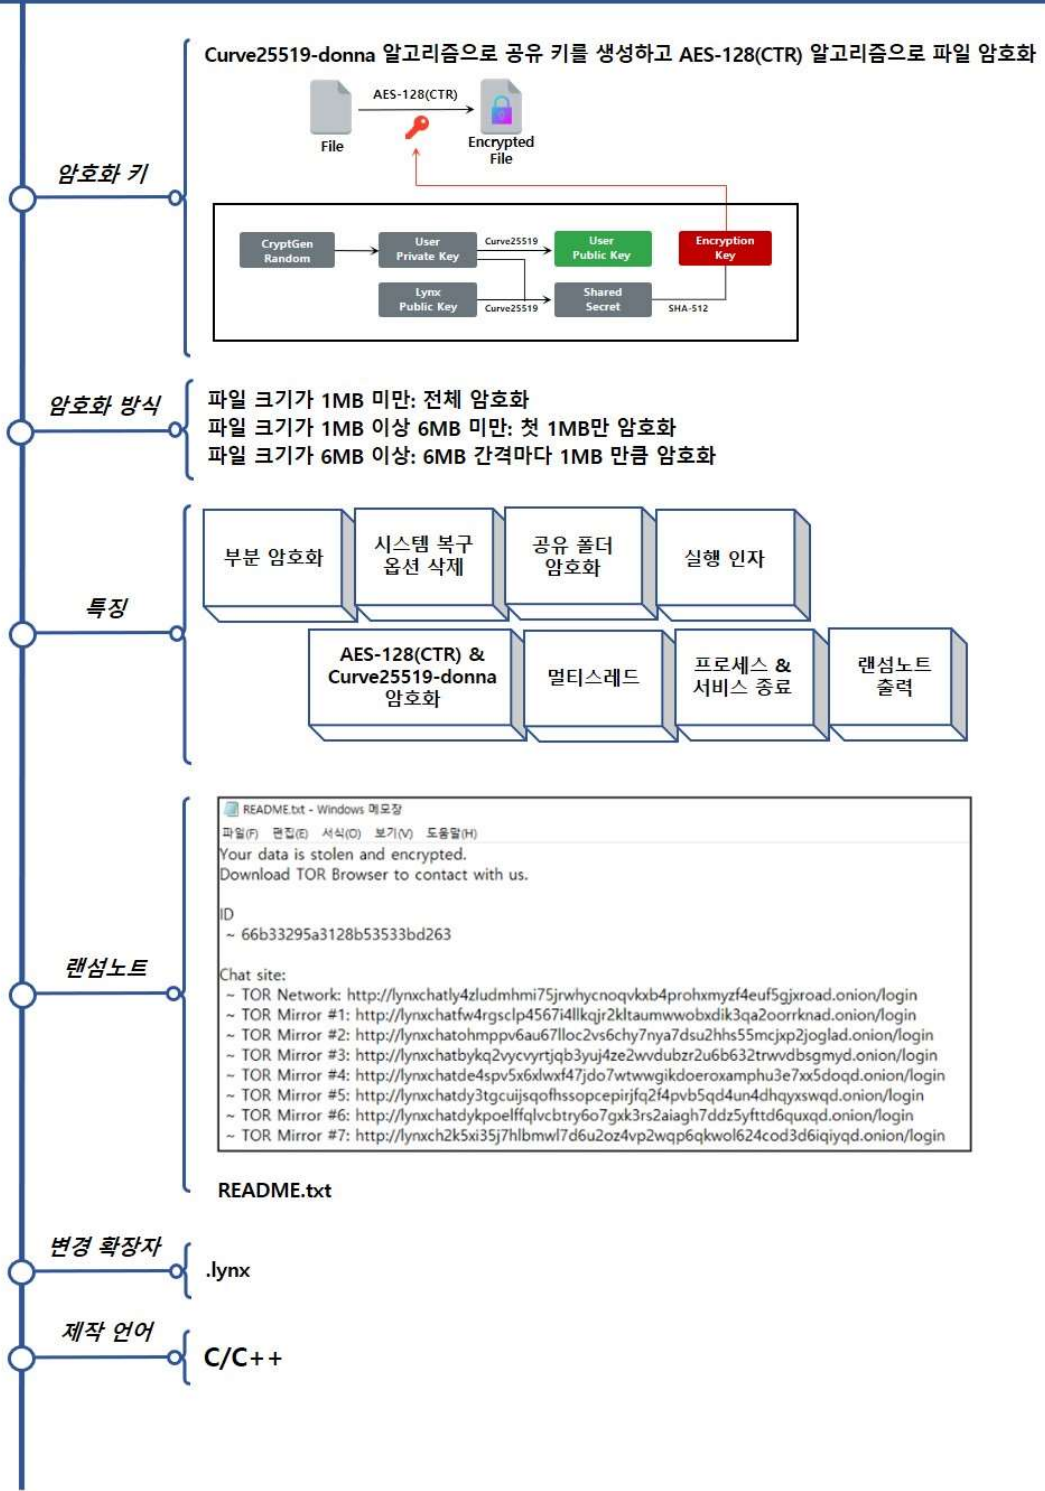 Curve25519-donna 알고리즘으로 공유 키를 생성하고 AES-128(CTR) 알고리즘으로 파일 암호화
AES-128(CTR)
File
Encrypted
File
암호화 키
CryptGen
Random
User
Private Key
Curve25519
User
Public Key
Encryption
Key
Lynx
Public Key
Curve25519
Shared
Secret
SHA-512
암호화 방식
파일 크기가 1MB 미만: 전체 암호화
파일 크기가 1MB 이상 6MB 미만: 첫 1MB만 암호화
파일 크기가 6MB 이상: 6MB 간격마다 1MB 만큼 암호화
특징
부분 암호화
시스템 복구
옵션 삭제
공유 폴더
암호화
실행 인자
AES-128(CTR) &
Curve25519-donna
암호화
멀티스레드
프로세스 &
서비스 종료
랜섬노트
출력
랜섬노트
README.txt - Windows 메모장
파일(F) 편집(E) 서식(O) 보기(V) 도움말(H)
Your data is stolen and encrypted.
Download TOR Browser to contact with us.
ID
~ 66b33295a3128b53533bd263
Chat site:
~ TOR Network: http://lynxchatly4zludmhmi75jrwhycnoqvkxb4prohxmyzf4euf5gjxroad.onion/login
~ TOR Mirror #1: http://lynxchatfw4rgsclp4567i4llkqjr2kltaumwwobxdik3qa2oorrknad.onion/login
~ TOR Mirror #2: http://lynxchatohmppv6au67lloc2vs6chy7nya7dsu2hhs55mcjxp2joglad.onion/login
~ TOR Mirror #3: http://lynxchatbykq2vycvyrtjqb3yuj4ze2wvdubzr2u6b632trwvdbsgmyd.onion/login
~ TOR Mirror #4: http://lynxchatde4spv5x6xlwxf47jdo7wtwwgikdoeroxamphu3e7xx5doqd.onion/login
~ TOR Mirror #5: http://lynxchatdy3tgcuijsqofhssopcepirjfq2f4pvb5qd4un4dhqyxswqd.onion/login
~ TOR Mirror #6: http://lynxchatdykpoelffqlvcbtry6o7gxk3rs2aiagh7ddz5yfttd6quxqd.onion/login
~ TOR Mirror #7: http://lynxch2k5xi35j7hlbmwl7d6u2oz4vp2wqp6qkwol624cod3d6iqiyqd.onion/login
README.txt
변경 확장자
.lynx
제작 언어
C/C++